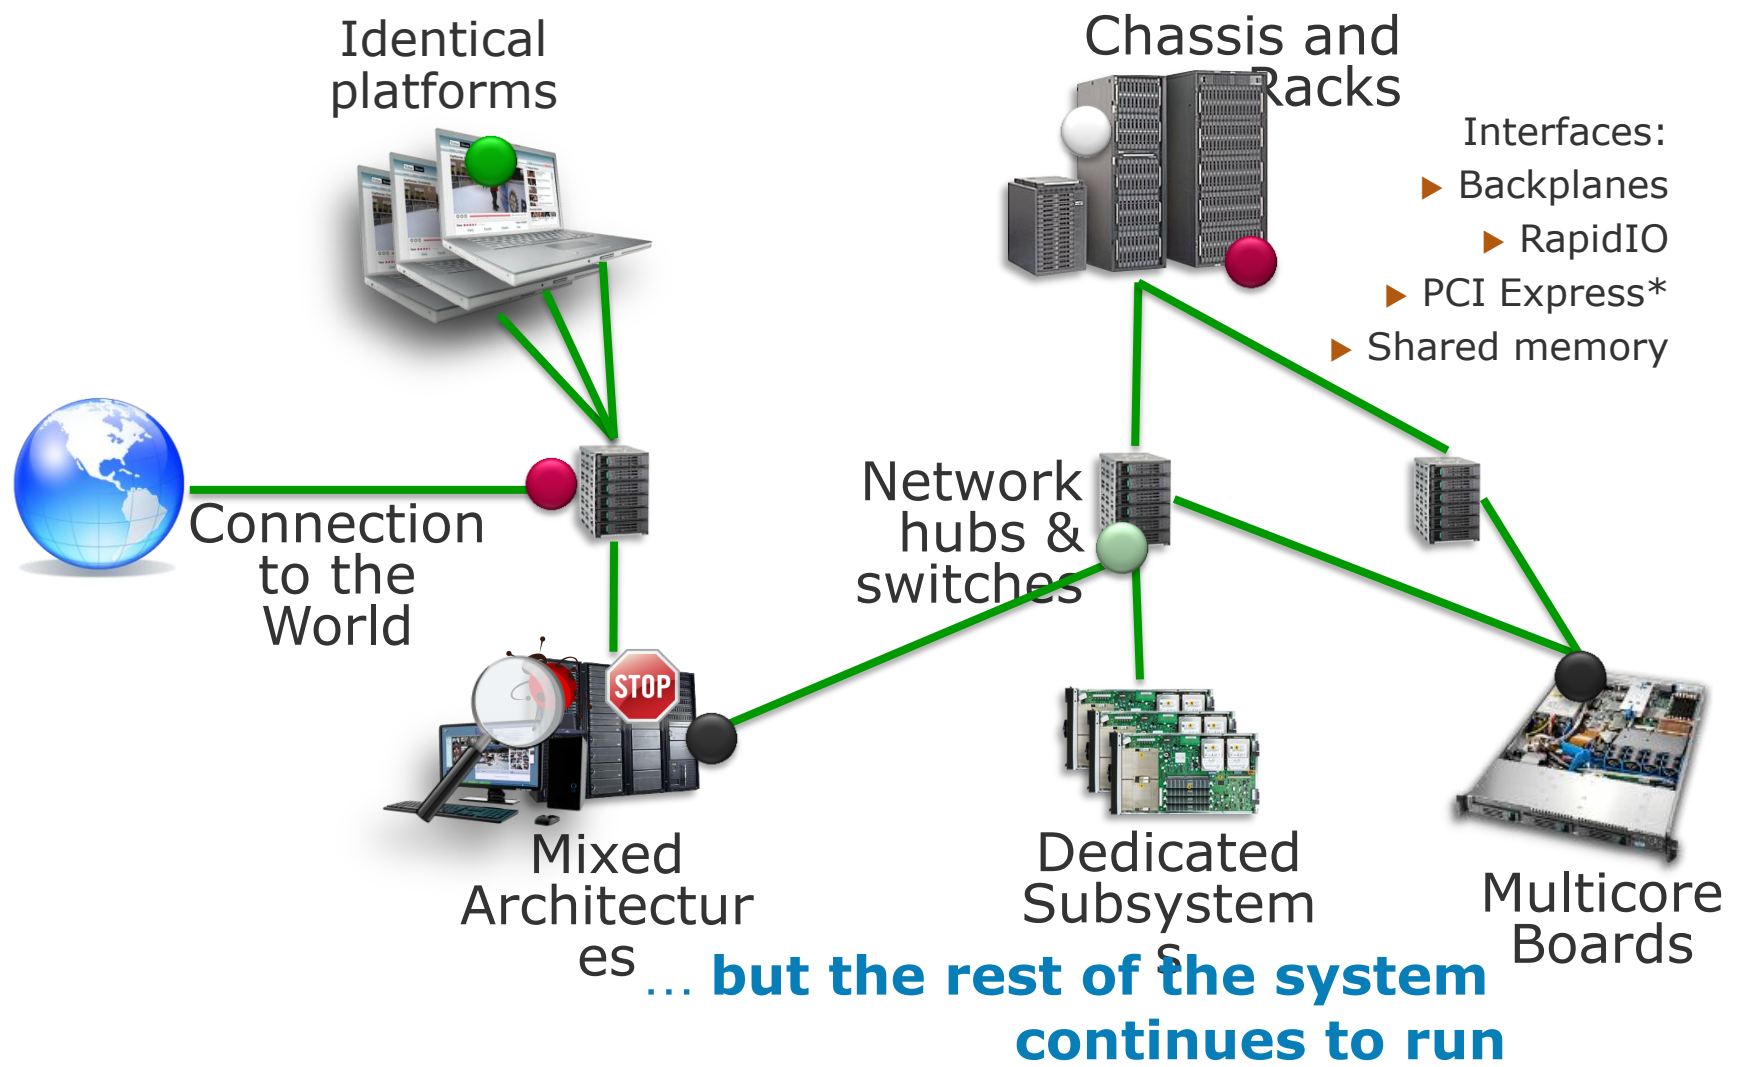 Identical
platforms
Chassis and
Racks
Interfaces:
Backplanes
RapidIO
PCI Express*
Shared memory
Connection
to the
World
Network
hubs &
switches
STOP
Mixed
Architectur
es
Dedicated
Subsystem
s
Multicore
Boards
… but the rest of the system
continues to run